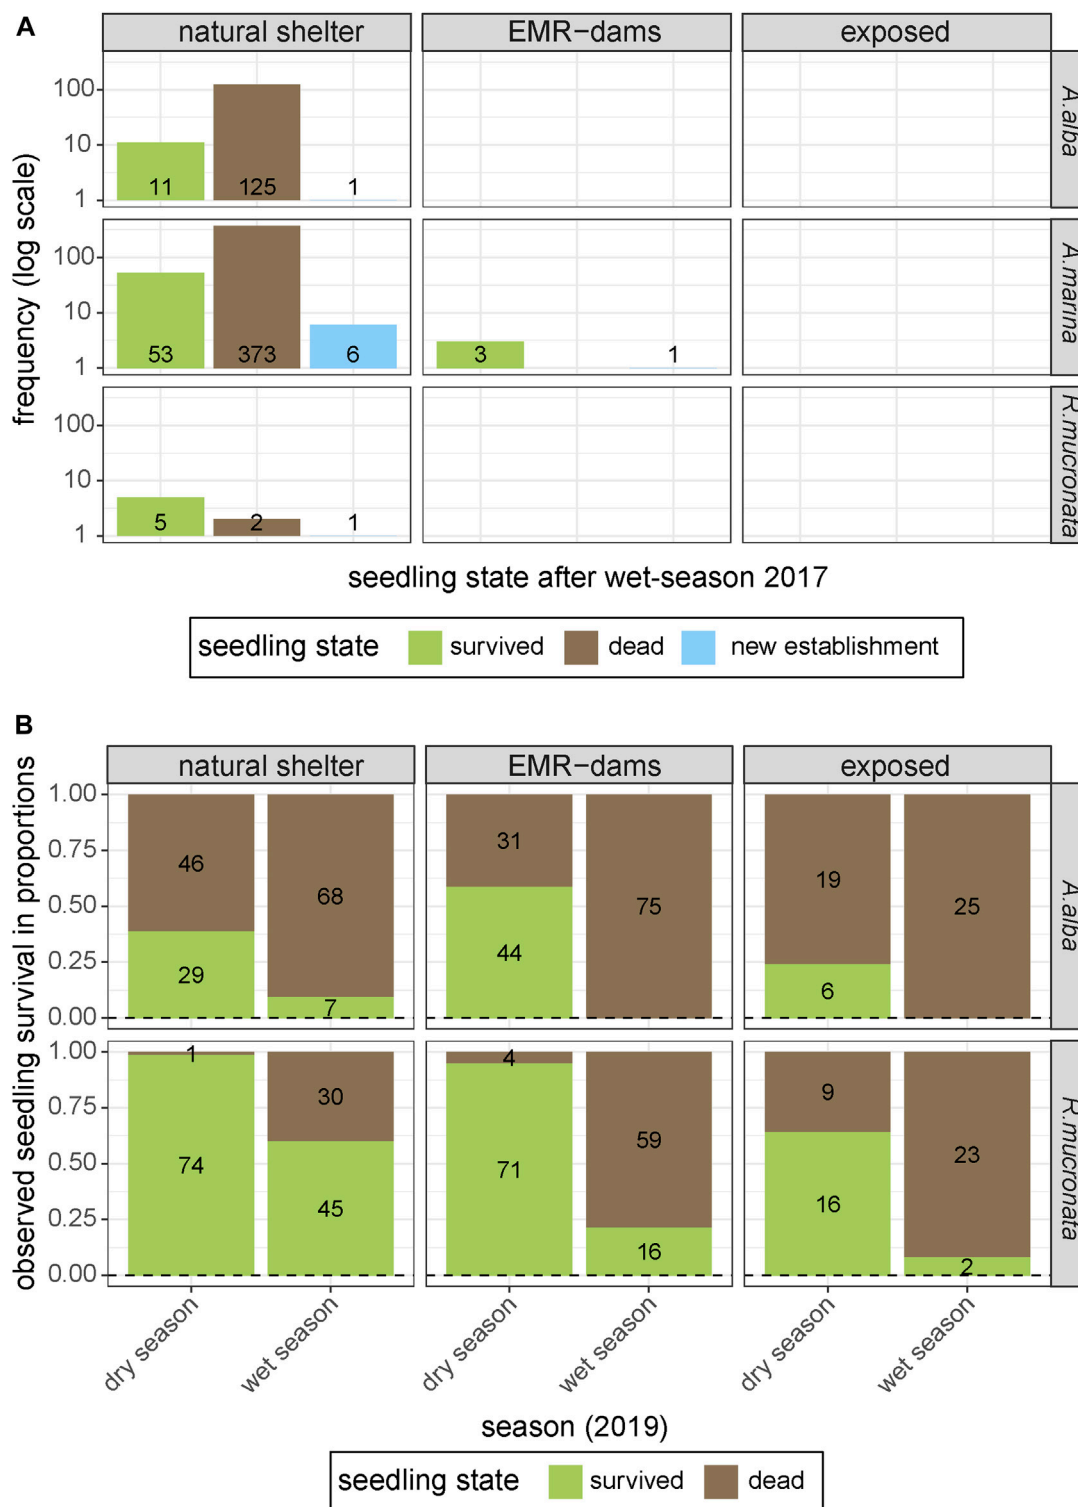 A
natural shelter EMR−dams exposed
frequency (log scale)
100
10
1
11 125 1
A.alba
100
10
1
53 373 6 3 1
A.marina
100
10
1
5 2 1
R.mucronata
seedling state after wet-season 2017
seedling state survived dead new establishment
B
natural shelter EMR−dams exposed
observed seedling survival in proportions
1.00
0.75
0.50
0.25
0.00
46 68 31 75 19 25
29 7 44 6
A.alba
1.00
0.75
0.50
0.25
0.00
1 30 4 59 9 23
74 45 71 16 16 2
R.mucronata
dry season wet season dry season wet season dry season wet season
season (2019)
seedling state survived dead